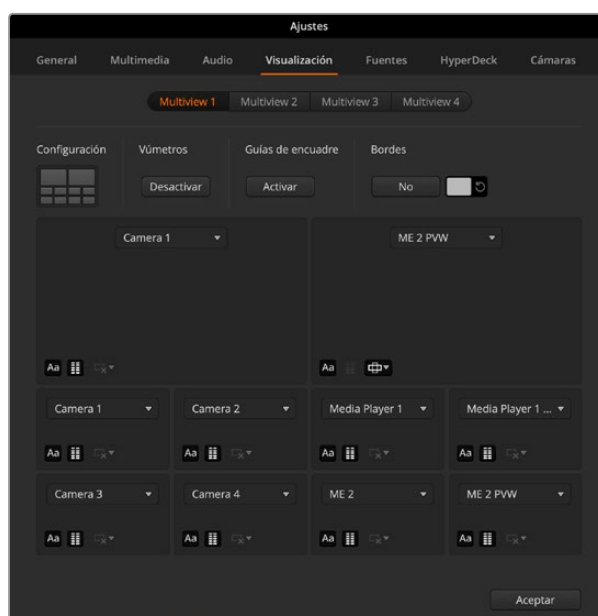 Ajustes
General Multimedia Audio Visualización Fuentes HyperDeck Cámaras
Multiview 1 Multiview 2 Multiview 3 Multiview 4
Configuración Vúmetros Guías de encuadre Bordes
Desactivar Activar No
Camera 1 ME 2 PVW
Aa Aa
Camera 1 Camera 2 Media Player 1 Media Player 1 ...
Aa Aa Aa Aa
Camera 3 Camera 4 ME 2 ME 2 PVW
Aa Aa Aa Aa
Aceptar